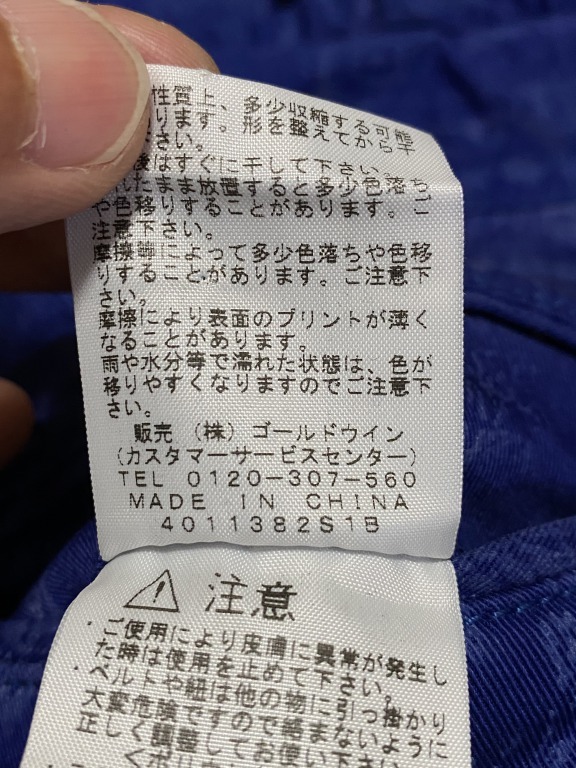 性質上、多少収縮する可能
ります。形を整えてから干
さい。
後はすぐに干して下さい。
れたまま放置すると多少色落ち
や色移りすることがあります。ご
注意下さい。
摩擦等によって多少色落ちや色移
りすることがあります。ご注意下
さい。
摩擦により表面のプリントが薄く
なることがあります。
雨や水分等で濡れた状態は、色が
移りやすくなりますのでご注意下
さい。
販売 (株) ゴールドウイン
(カスタマーサービスセンター)
TEL 0120-307-560
MADE IN CHINA
4011382S1B
注意
・ご使用により皮膚に異常が発生し
た時は使用を止めて下さい。
・ベルトや紐は他の物に引っ掛かり
大変危険ですので絡まないように
正しく調整してお使い下さい